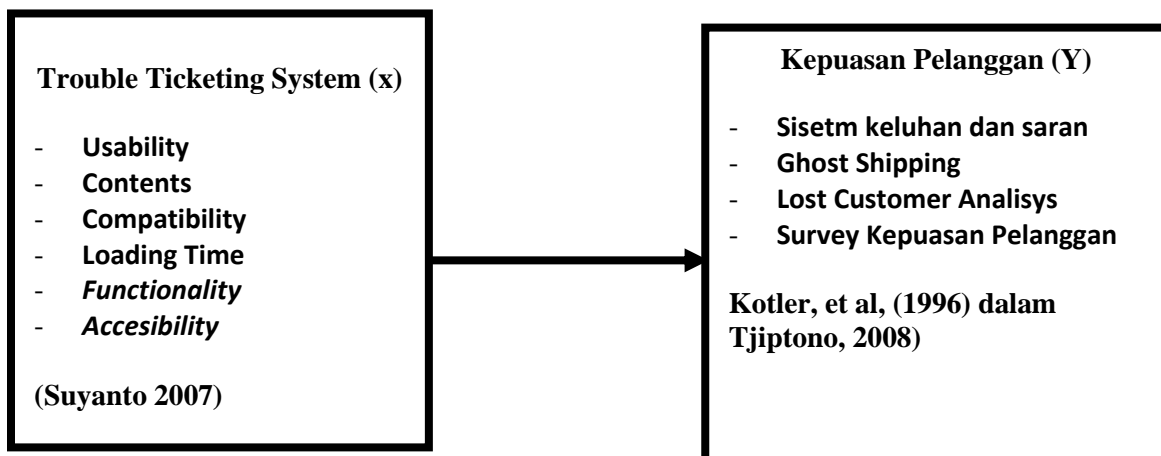 Trouble Ticketing System (x)
- Usability
- Contents
- Compatibility
- Loading Time
- Functionality
- Accesibility
(Suyanto 2007)
Kepuasan Pelanggan (Y)
- Sisetm keluhan dan saran
- Ghost Shipping
- Lost Customer Analisys
- Survey Kepuasan Pelanggan
Kotler, et al, (1996) dalam
Tjiptono, 2008)